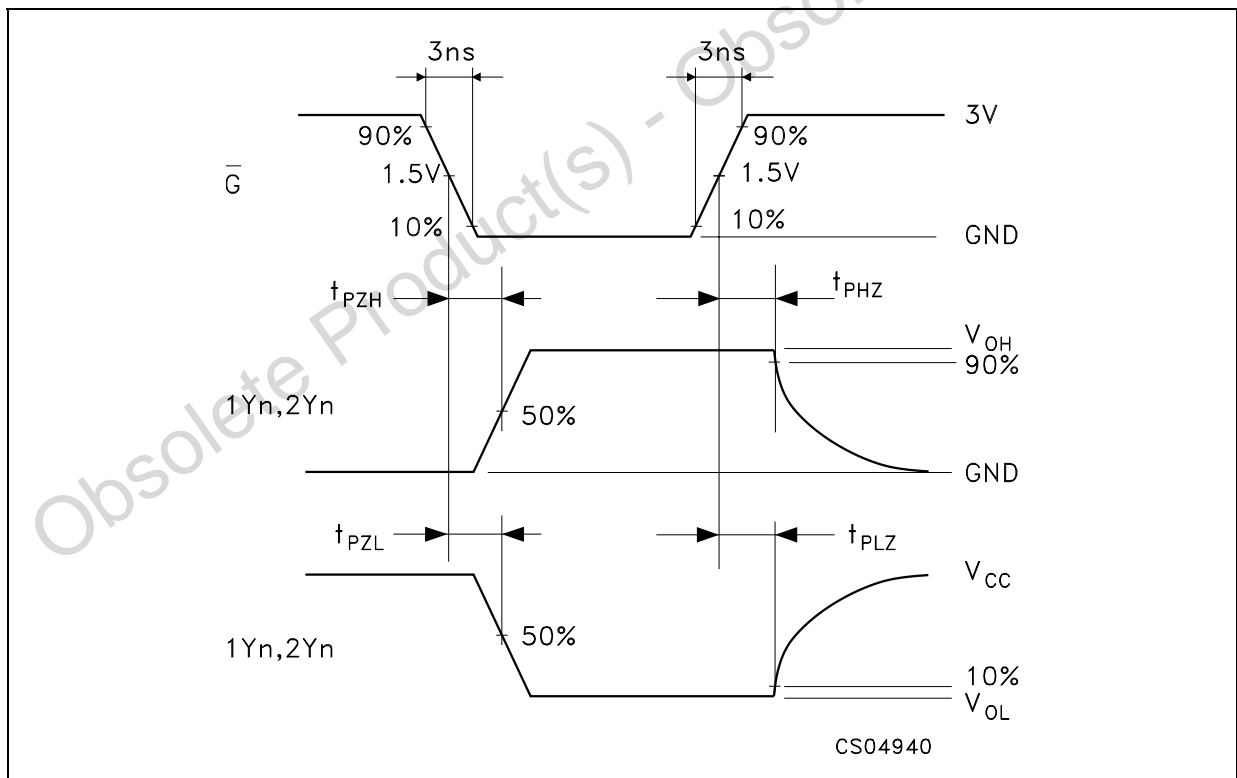 3ns 3ns
90% 90% 3V
G̅ 1.5V 1.5V
10% 10% GND
tPZH tPHZ
VOH
90%
1Yn,2Yn 50%
GND
tPZL tPLZ
VCC
1Yn,2Yn 50%
10%
VOL
CS04940
Obsolete Product(s) - Obsol